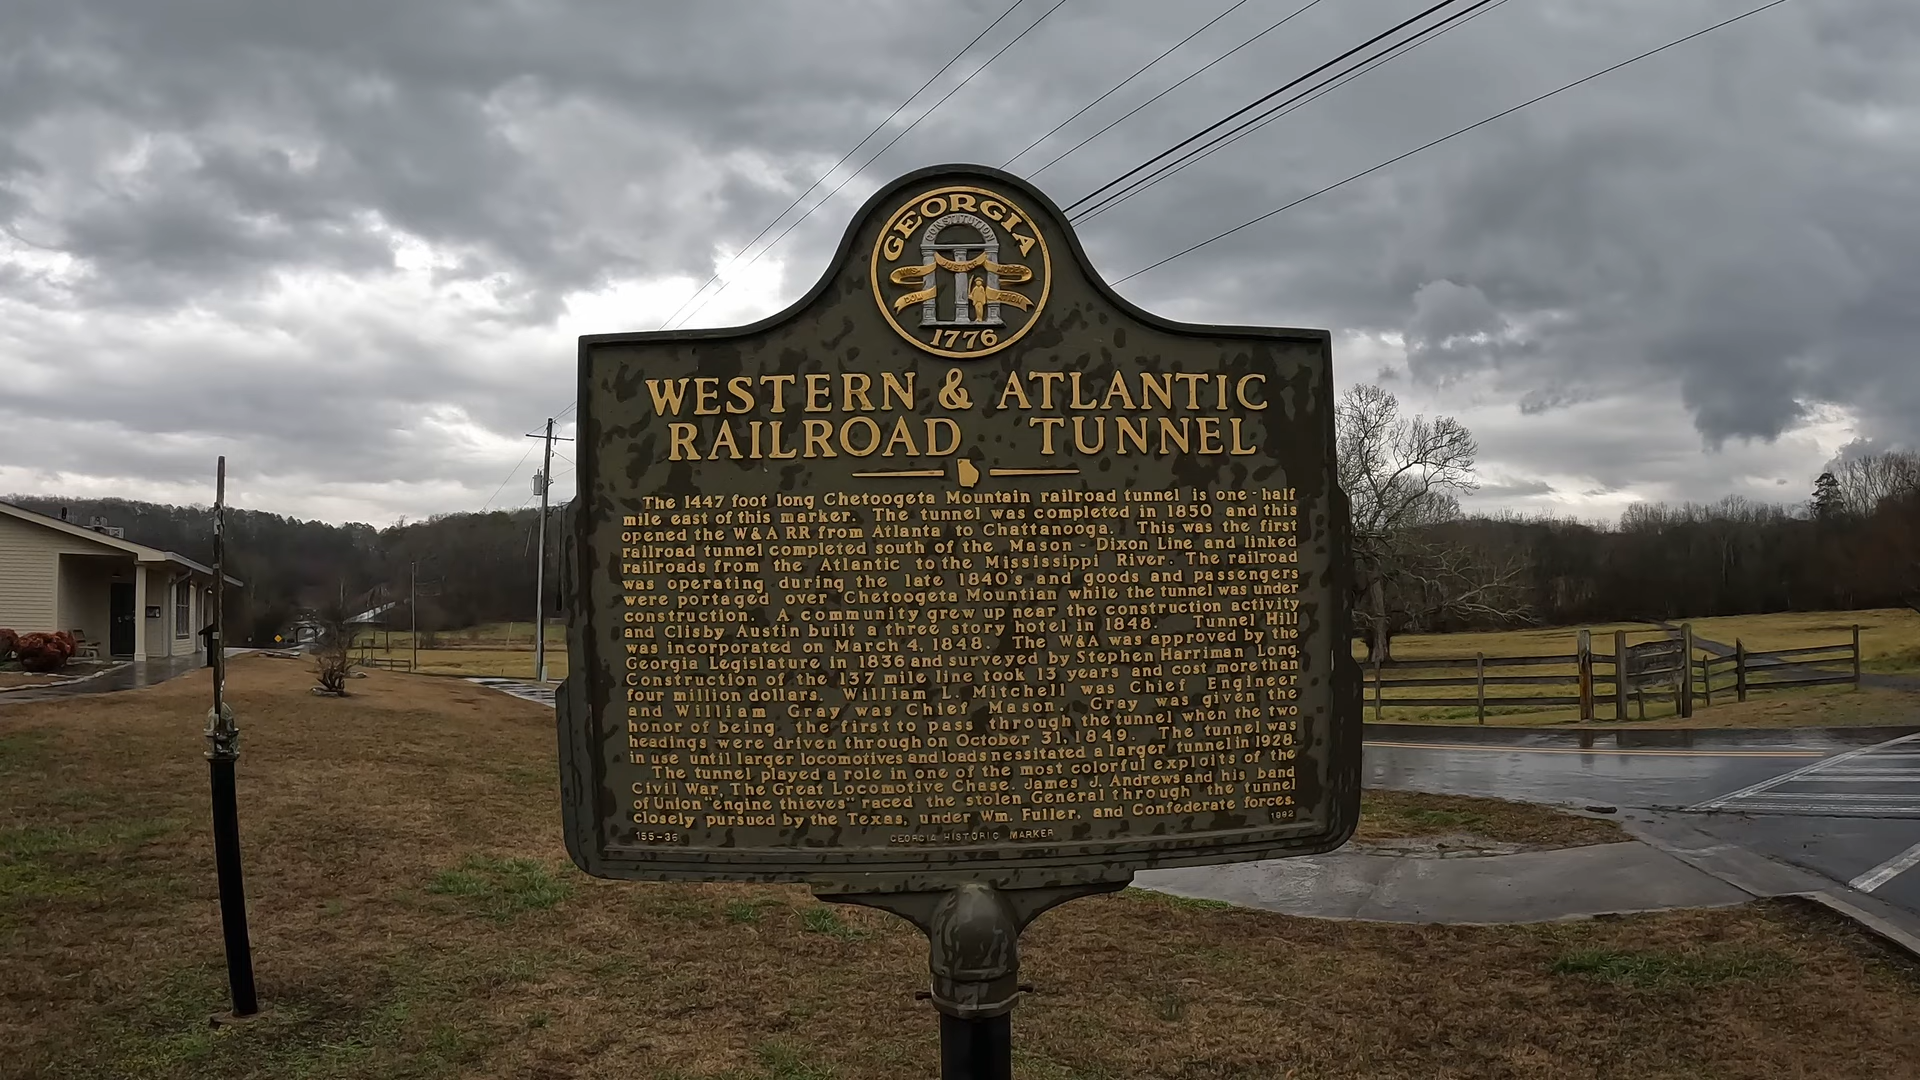 GEORGIA
CONSTITUTION
WIS- JUSTICE MODER
DOM ATION
1776
WESTERN & ATLANTIC
RAILROAD TUNNEL
The 1447 foot long Chetoogeta Mountain railroad tunnel is one-half
mile east of this marker. The tunnel was completed in 1850 and this
opened the W&A RR from Atlanta to Chattanooga. This was the first
railroad tunnel completed south of the Mason-Dixon Line and linked
railroads from the Atlantic to the Mississippi River. The railroad
was operating during the late 1840's and goods and passengers
were portaged over Chetoogeta Mountian while the tunnel was under
construction. A community grew up near the construction activity
and Clisby Austin built a three story hotel in 1848. Tunnel Hill
was incorporated on March 4, 1848. The W&A was approved by the
Georgia Legislature in 1836 and surveyed by Stephen Harriman Long.
Construction of the 137 mile line took 13 years and cost more than
four million dollars. William L. Mitchell was Chief Engineer
and William Gray was Chief Mason. Gray was given the
honor of being the first to pass through the tunnel when the two
headings were driven through on October 31, 1849. The tunnel was
in use until larger locomotives and loads nessitated a larger tunnel in 1928.
The tunnel played a role in one of the most colorful exploits of the
Civil War, The Great Locomotive Chase. James J. Andrews and his band
of Union "engine thieves" raced the stolen General through the tunnel
closely pursued by the Texas, under Wm. Fuller, and Confederate forces.
155-36 GEORGIA HISTORIC MARKER 1992